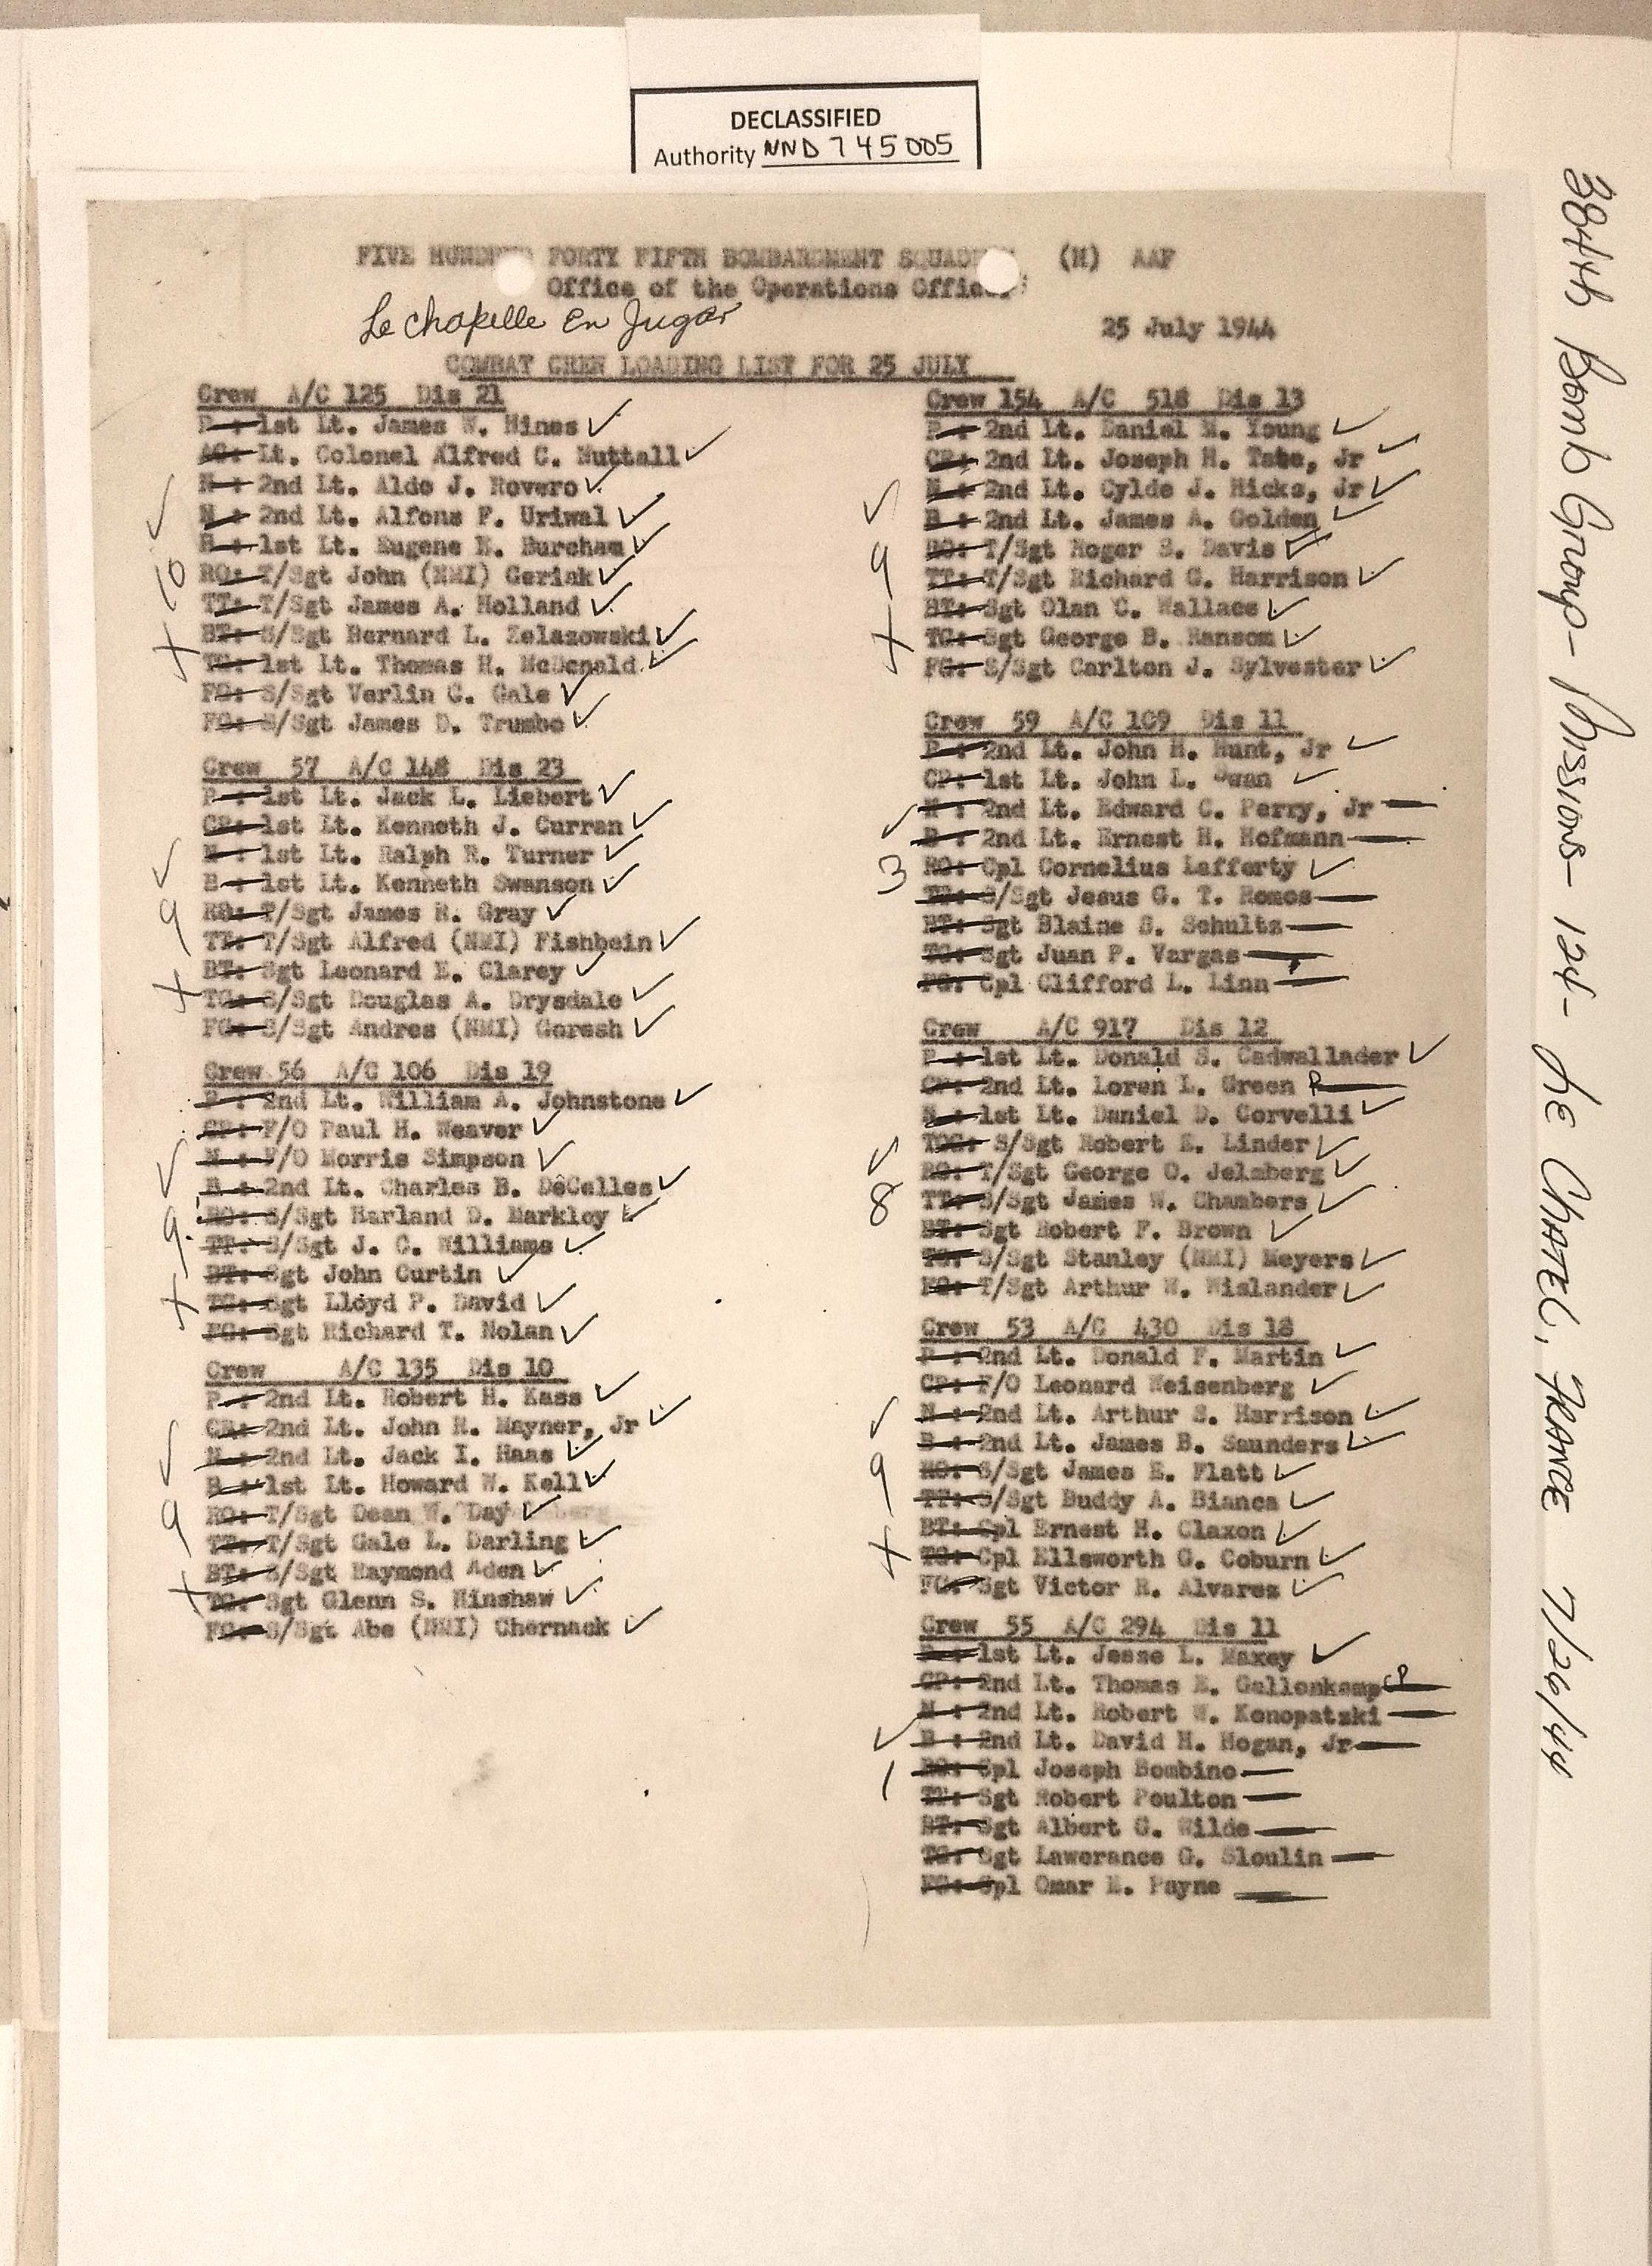 DECLASSIFIED
Authority NND 745005
FIVE HUNDRED FORTY FIFTH BOMBARDMENT SQUAD (H) AAF
Office of the Operations Office
Le Chapelle En Juger
25 July 1944
COMBAT CREW LOADING LIST FOR 25 JULY
Crew A/C 125 Dis 21
P : 1st Lt. James W. Hines ✓
AC: Lt. Colonel Alfred C. Nuttall ✓
N : 2nd Lt. Aldo J. Rovero ✓
N : 2nd Lt. Alfons F. Uriwal ✓
B : 1st Lt. Eugene E. Burcham ✓
RO: T/Sgt John (NMI) Geriak ✓
TT: T/Sgt James A. Holland ✓
BT: S/Sgt Bernard L. Zelazowski ✓
TG: 1st Lt. Thomas H. McDonald ✓
FG: S/Sgt Verlin C. Gale ✓
FG: S/Sgt James D. Trumbo ✓
✓
10
+
Crew 57 A/C 148 Dis 23
P : 1st Lt. Jack L. Liebert ✓
CP: 1st Lt. Kenneth J. Curran ✓
N : 1st Lt. Ralph R. Turner ✓
B : 1st Lt. Kenneth Swanson ✓
RO: T/Sgt James R. Gray ✓
TT: T/Sgt Alfred (NMI) Fishbein ✓
BT: Sgt Leonard E. Clarey ✓
TG: S/Sgt Douglas A. Drysdale ✓
FG: S/Sgt Andres (NMI) Goresh ✓
✓
9
+
Crew 56 A/C 106 Dis 19
P : 2nd Lt. William A. Johnstone ✓
CP: F/O Paul H. Weaver ✓
N : F/O Morris Simpson ✓
B : 2nd Lt. Charles B. DeCelles ✓
RO: S/Sgt Harland D. Markloy ✓
TT: S/Sgt J. C. Williams ✓
BT: Sgt John Curtin ✓
TG: Sgt Lloyd P. David ✓
FG: Sgt Richard T. Nolan ✓
✓
9
+
Crew A/C 135 Dis 10
P : 2nd Lt. Robert H. Kass ✓
CP: 2nd Lt. John R. Mayner, Jr ✓
N : 2nd Lt. Jack I. Haas ✓
B : 1st Lt. Howard W. Kell ✓
RO: T/Sgt Dean W. Day ✓
TT: T/Sgt Gale L. Darling ✓
BT: S/Sgt Raymond Aden ✓
TG: Sgt Glenn S. Hinshaw ✓
FG: S/Sgt Abe (NMI) Chernack ✓
✓
9
+
Crew 154 A/C 518 Dis 13
P : 2nd Lt. Daniel M. Young ✓
CP: 2nd Lt. Joseph H. Tate, Jr ✓
N : 2nd Lt. Cylde J. Hicks, Jr ✓
B : 2nd Lt. James A. Golden ✓
RO: T/Sgt Roger S. Davis ✓
TT: T/Sgt Richard G. Harrison ✓
BT: Sgt Olan C. Wallace ✓
TG: Sgt George B. Ransom ✓
FG: S/Sgt Carlton J. Sylvester ✓
✓
9
+
Crew 59 A/C 109 Dis 11
P : 2nd Lt. John H. Hunt, Jr ✓
CP: 1st Lt. John L. Swan ✓
N : 2nd Lt. Edward C. Perry, Jr —
B : 2nd Lt. Ernest H. Hofmann —
RO: Cpl Cornelius Lafferty ✓
TT: S/Sgt Jesus G. T. Romos —
BT: Sgt Blaine S. Schultz —
TG: Sgt Juan P. Vargas —
FG: Cpl Clifford L. Linn —
✓
3
Crew A/C 917 Dis 12
P : 1st Lt. Donald S. Cadwallader ✓
CP: 2nd Lt. Loren L. Green P —
N : 1st Lt. Daniel D. Corvelli ✓
TOG: S/Sgt Robert E. Linder ✓
RO: T/Sgt George O. Jelmberg ✓
TT: S/Sgt James W. Chambers ✓
BT: Sgt Robert F. Brown ✓
TG: S/Sgt Stanley (NMI) Meyers ✓
FG: T/Sgt Arthur W. Wislander ✓
✓
8
Crew 53 A/C 430 Dis 18
P : 2nd Lt. Donald F. Martin ✓
CP: F/O Leonard Weisenberg ✓
N : 2nd Lt. Arthur S. Harrison ✓
B : 2nd Lt. James B. Saunders ✓
RO: S/Sgt James E. Flatt ✓
TT: S/Sgt Buddy A. Bianca ✓
BT: Cpl Ernest H. Claxon ✓
TG: Cpl Ellsworth G. Coburn ✓
FG: Sgt Victor R. Alvarez ✓
✓
9
+
Crew 55 A/C 294 Dis 11
P : 1st Lt. Jesse L. Maxey ✓
CP: 2nd Lt. Thomas E. Gallenkamp CP —
N : 2nd Lt. Robert W. Konopatzki —
B : 2nd Lt. David H. Hogan, Jr —
RO: Cpl Joseph Bombino —
TT: Sgt Robert Poulton —
BT: Sgt Albert G. Wilde —
TG: Sgt Lawerance G. Sloulin —
FG: Cpl Omar E. Payne —
✓
1
384th Bomb Group - Missions - 124 - LE CHATEL, FRANCE 7/26/44